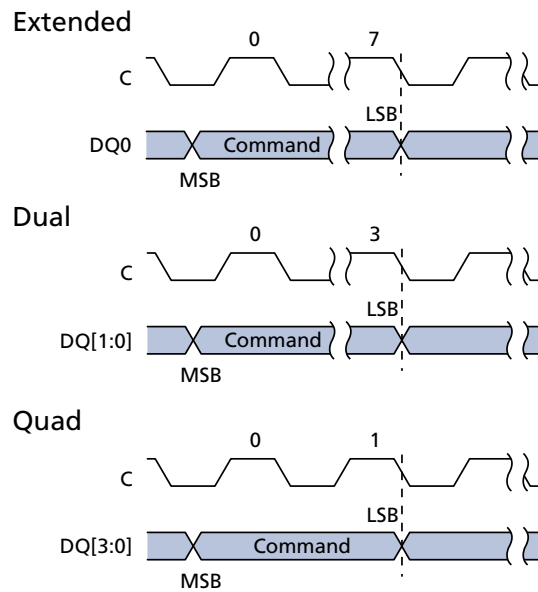 Extended
0 7
C
LSB
DQ0 Command
MSB
Dual
0 3
C
LSB
DQ[1:0] Command
MSB
Quad
0 1
C
LSB
DQ[3:0] Command
MSB